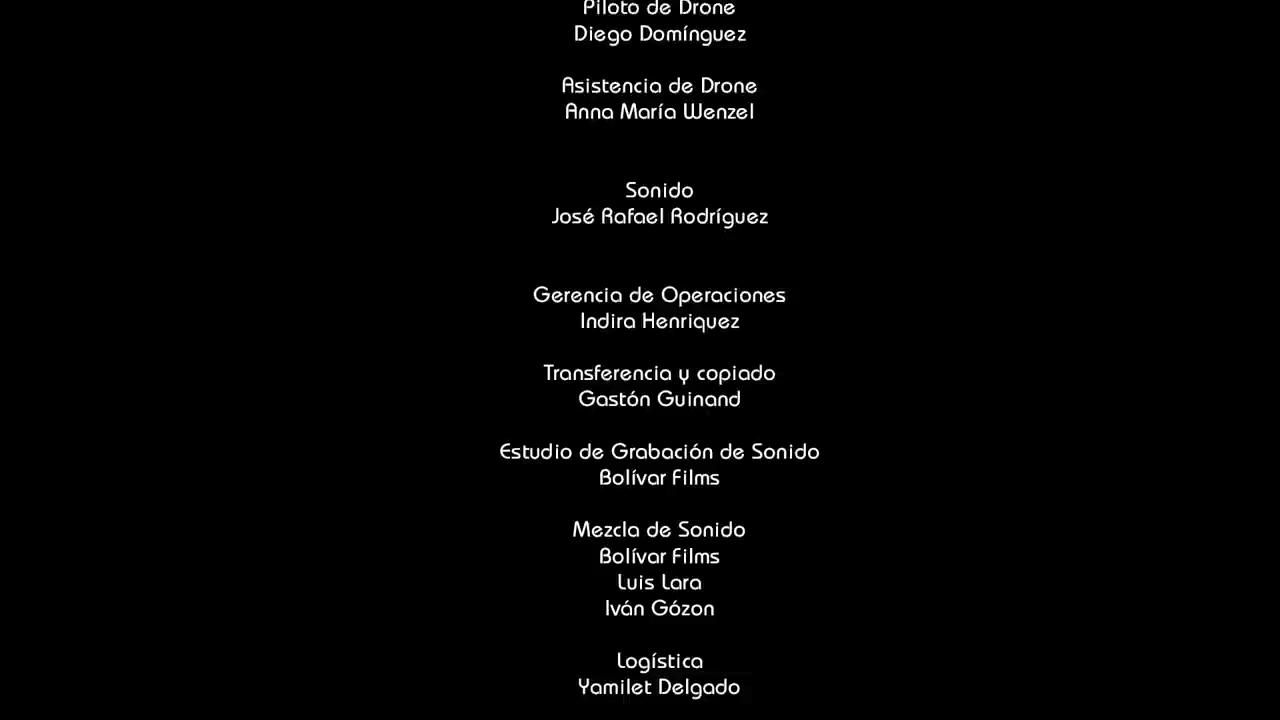 Piloto de Drone
Diego Domínguez
Asistencia de Drone
Anna María Wenzel
Sonido
José Rafael Rodríguez
Gerencia de Operaciones
Indira Henriquez
Transferencia y copiado
Gastón Guinand
Estudio de Grabación de Sonido
Bolívar Films
Mezcla de Sonido
Bolívar Films
Luis Lara
Iván Gózon
Logística
Yamilet Delgado